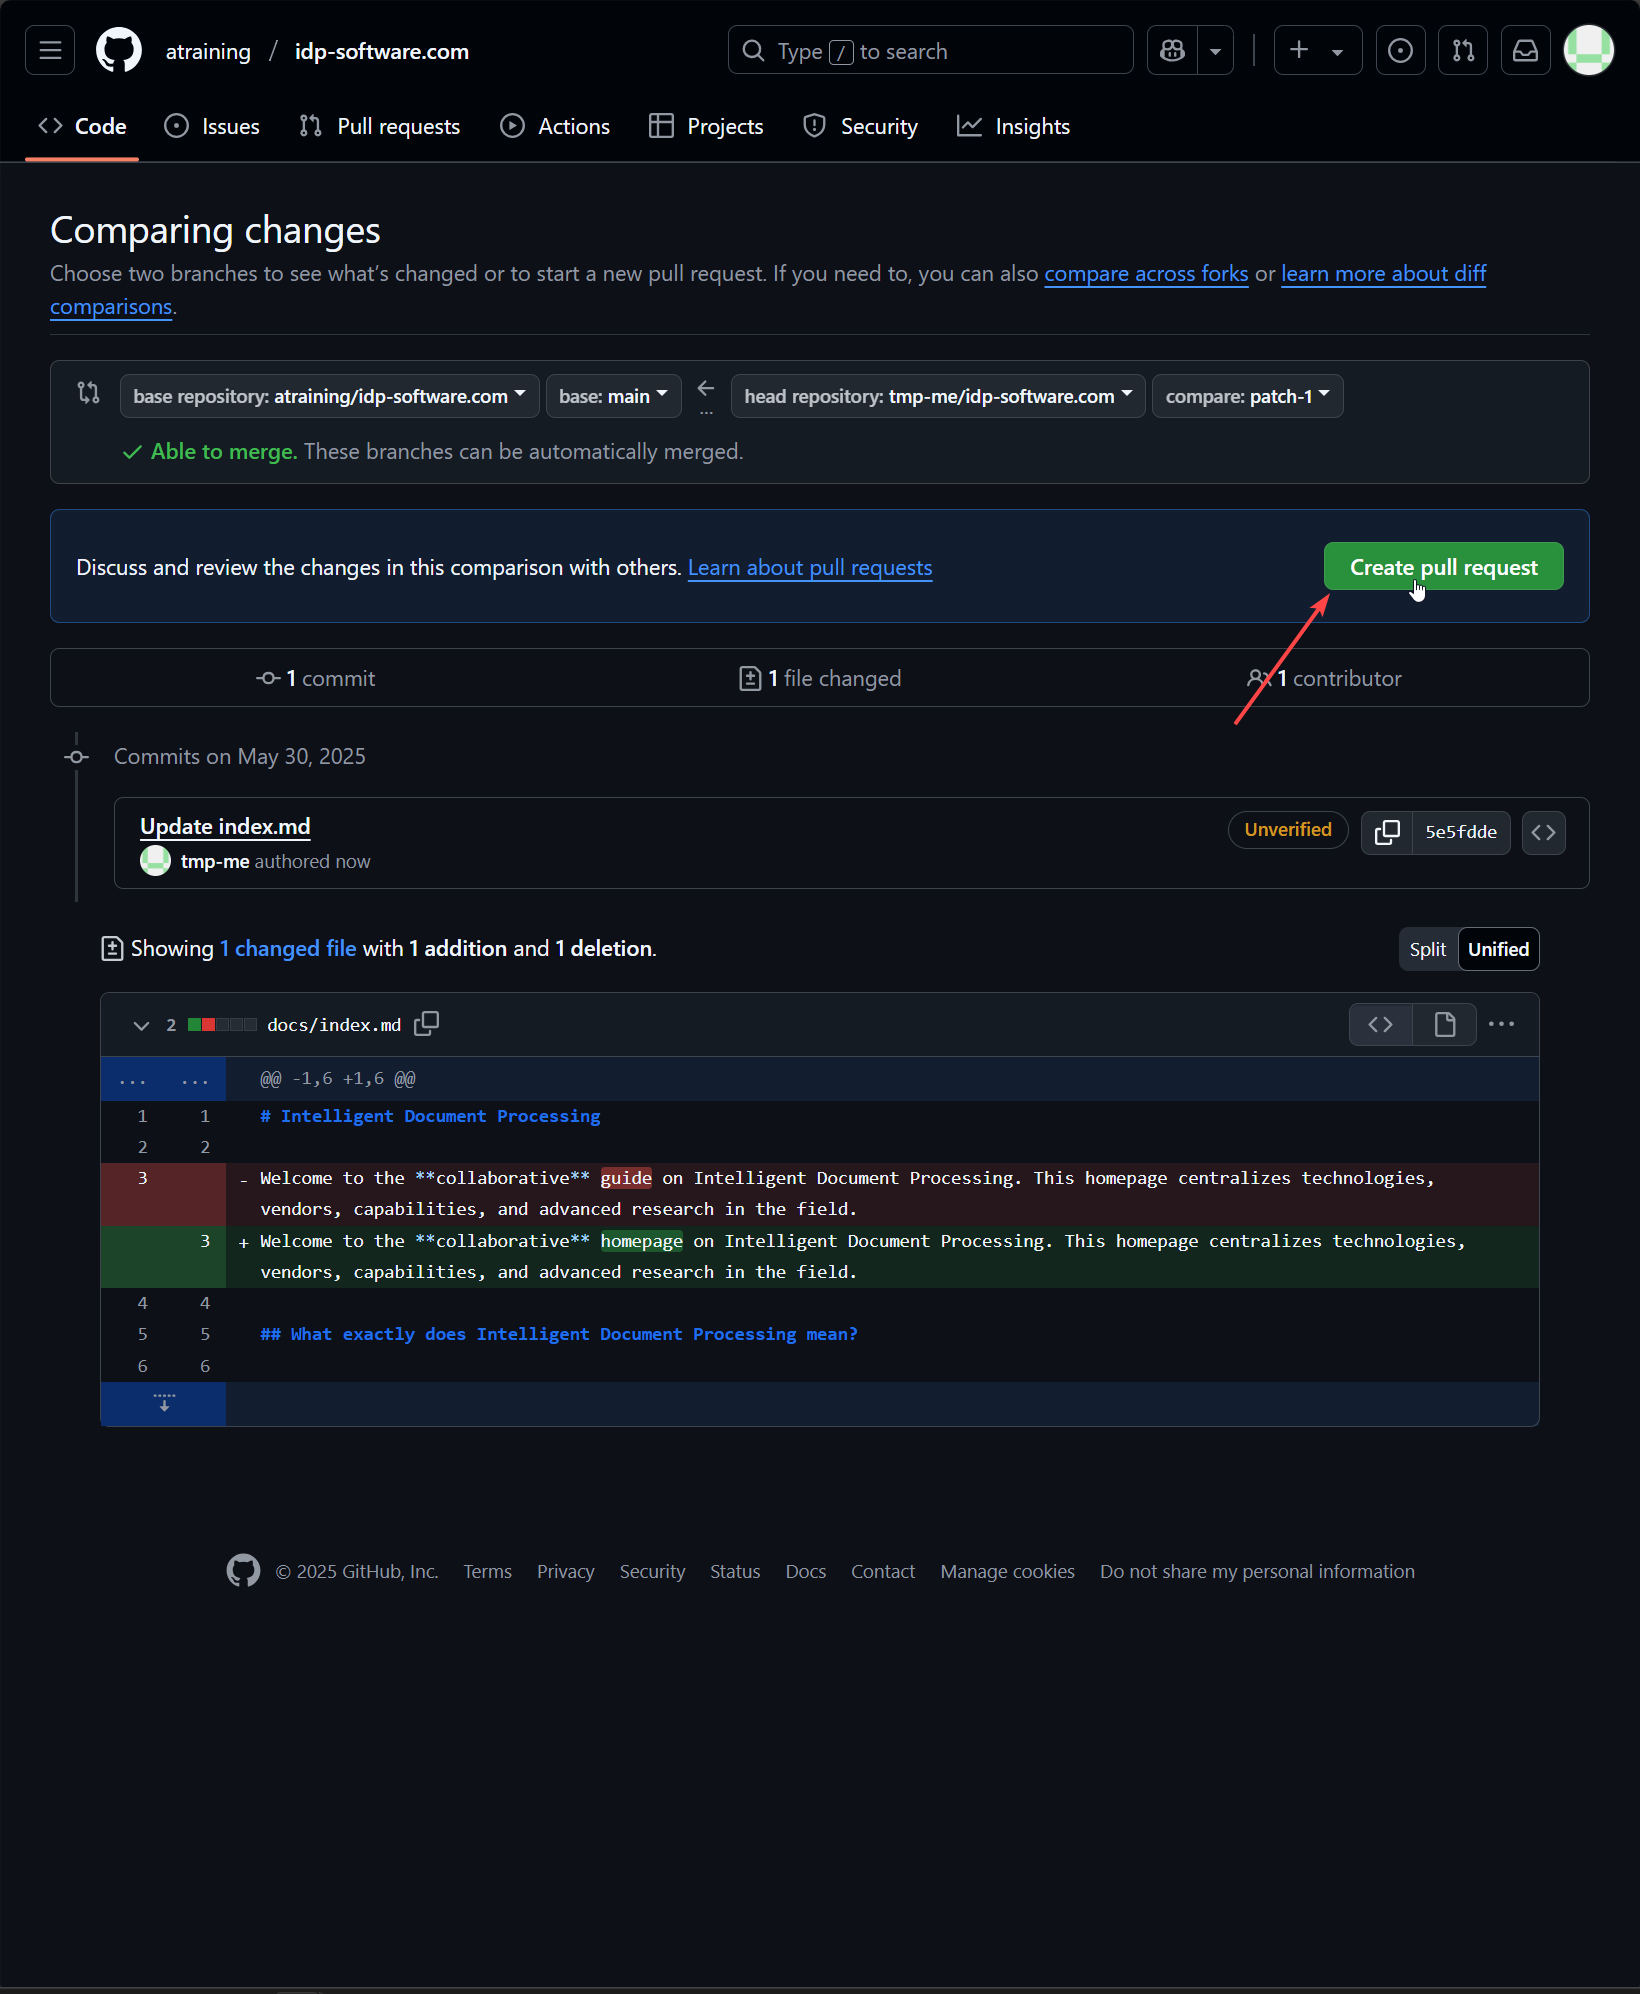 atraining / idp-software.com
Type / to search
Code Issues Pull requests Actions Projects Security Insights
Comparing changes
Choose two branches to see what's changed or to start a new pull request. If you need to, you can also compare across forks or learn more about diff
comparisons.
base repository: atraining/idp-software.com base: main ... head repository: tmp-me/idp-software.com compare: patch-1
Able to merge. These branches can be automatically merged.
Discuss and review the changes in this comparison with others. Learn about pull requests
Create pull request
1 commit 1 file changed 1 contributor
Commits on May 30, 2025
Update index.md
tmp-me authored now
Unverified 5e5fdde
Showing 1 changed file with 1 addition and 1 deletion.
Split Unified
2 docs/index.md
... ... @@ -1,6 +1,6 @@
1 1 # Intelligent Document Processing
2 2
3 - Welcome to the **collaborative** guide on Intelligent Document Processing. This homepage centralizes technologies,
vendors, capabilities, and advanced research in the field.
3 + Welcome to the **collaborative** homepage on Intelligent Document Processing. This homepage centralizes technologies,
vendors, capabilities, and advanced research in the field.
4 4
5 5 ## What exactly does Intelligent Document Processing mean?
6 6
© 2025 GitHub, Inc. Terms Privacy Security Status Docs Contact Manage cookies Do not share my personal information